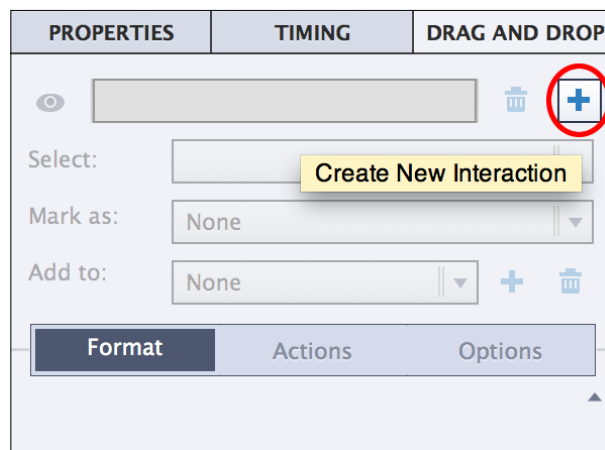 PROPERTIES TIMING DRAG AND DROP
Select:
Create New Interaction
Mark as: None
Add to: None
Format Actions Options